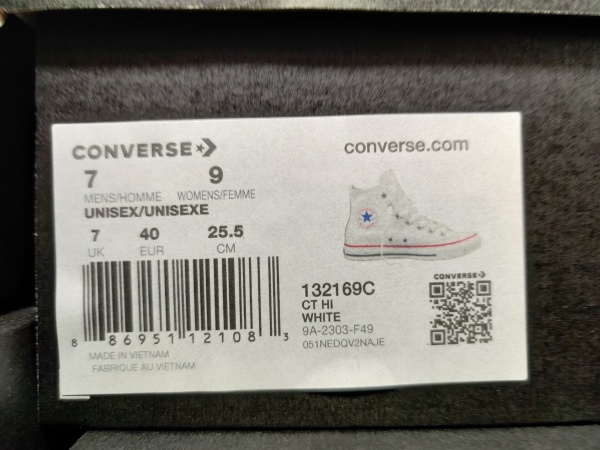 CONVERSE
converse.com
7 9
MENS/HOMME WOMENS/FEMME
UNISEX/UNISEXE
7 40 25.5
UK EUR CM
8 86951 12108 3
MADE IN VIETNAM
FABRIQUE AU VIETNAM
132169C
CT HI
WHITE
9A-2303-F49
051NEDQV2NAJE
CONVERSE